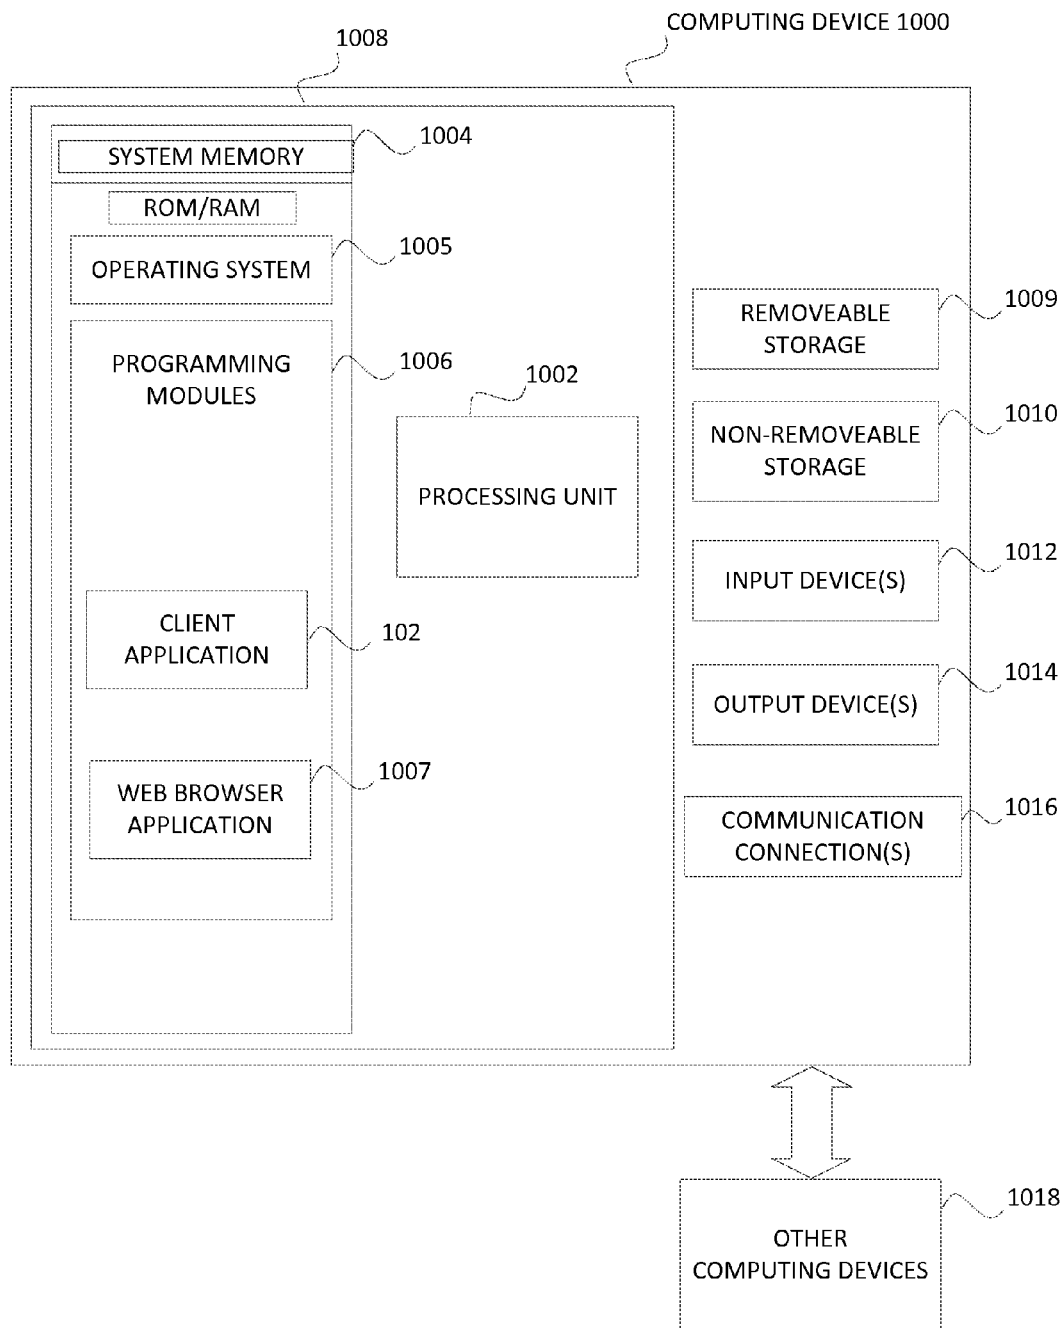 COMPUTING DEVICE 1000
1008
1004
SYSTEM MEMORY
ROM/RAM
1005
OPERATING SYSTEM
1006
PROGRAMMING
MODULES
1002
PROCESSING UNIT
CLIENT
APPLICATION
102
1007
WEB BROWSER
APPLICATION
1009
REMOVEABLE
STORAGE
1010
NON-REMOVEABLE
STORAGE
1012
INPUT DEVICE(S)
1014
OUTPUT DEVICE(S)
1016
COMMUNICATION
CONNECTION(S)
1018
OTHER
COMPUTING DEVICES